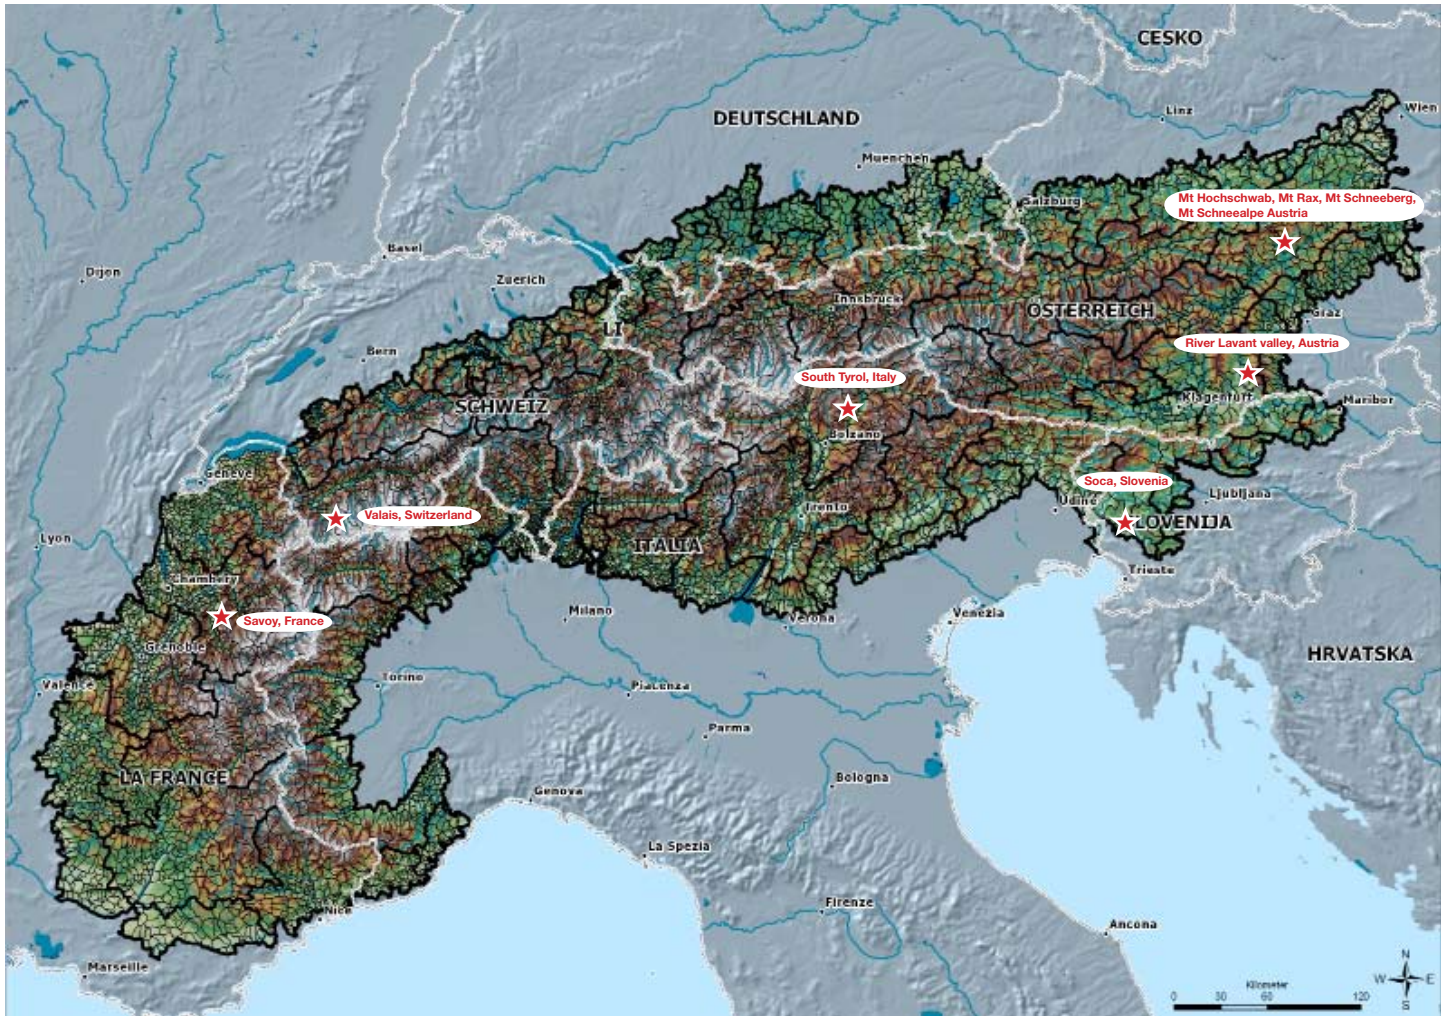 CESKO
DEUTSCHLAND
Linz
Wien
Muenchen
Mt Hochschwab, Mt Rax, Mt Schneeberg,
Mt Schneealpe Austria
Salzburg
Basel
Dijon
Zuerich
Innsbruck
ÖSTERREICH
Graz
LI
Bern
River Lavant valley, Austria
South Tyrol, Italy
SCHWEIZ
Klagenfurt
Maribor
Bolzano
Geneve
Soca, Slovenia
Udine
Ljubljana
Valais, Switzerland
Trento
LOVENIJA
Lyon
ITALIA
Trieste
Chambery
Milano
Verona
Venezia
Savoy, France
Grenoble
HRVATSKA
Valence
Torino
Piacenza
Parma
LA FRANCE
Bologna
Genova
La Spezia
Nice
Firenze
Ancona
Marseille
N
W
E
S
Kilometer
0 30 60 120